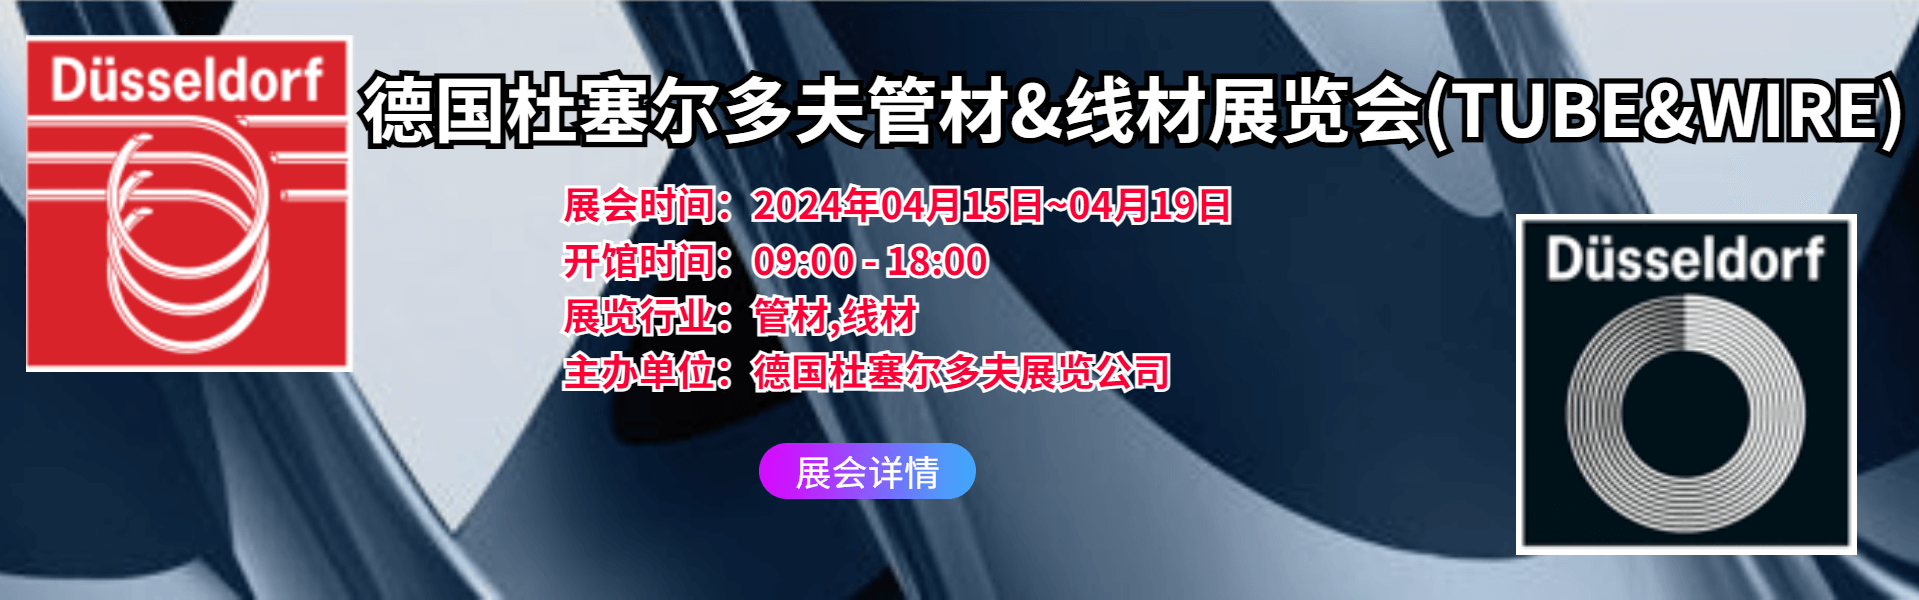 Düsseldorf
德国杜塞尔多夫管材&线材展览会(TUBE&WIRE)
展会时间：2024年04月15日~04月19日
开馆时间：09:00 - 18:00
展览行业：管材,线材
主办单位：德国杜塞尔多夫展览公司
展会详情
Düsseldorf